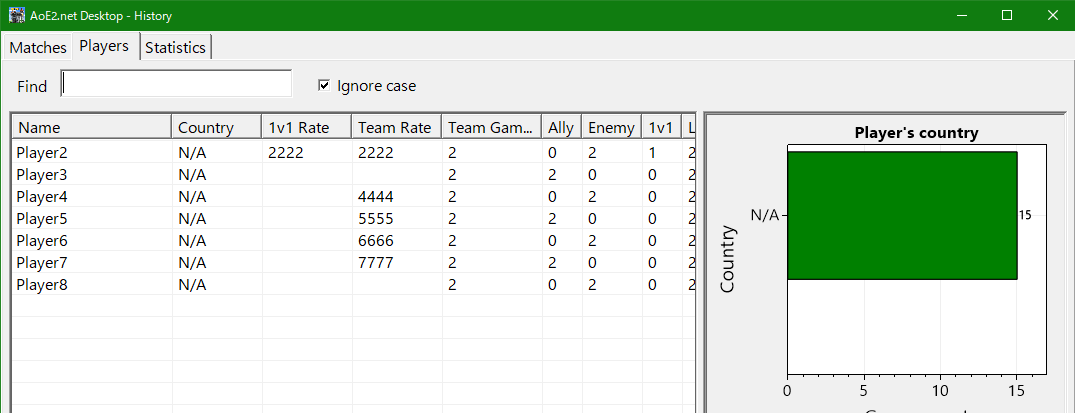 AoE2.net Desktop - History
Matches Players Statistics
Find Ignore case
Name Country 1v1 Rate Team Rate Team Gam... Ally Enemy 1v1 L
Player2 N/A 2222 2222 2 0 2 1 2
Player3 N/A 2 2 0 0 2
Player4 N/A 4444 2 0 2 0 2
Player5 N/A 5555 2 2 0 0 2
Player6 N/A 6666 2 0 2 0 2
Player7 N/A 7777 2 2 0 0 2
Player8 N/A 2 0 2 0 2
Player's country
N/A 15
Country
0 5 10 15